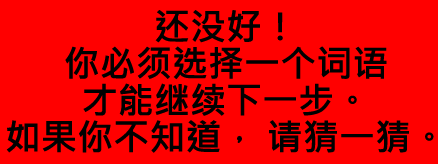 还没好！
你必须选择一个词语
才能继续下一步。
如果你不知道，请猜一猜。